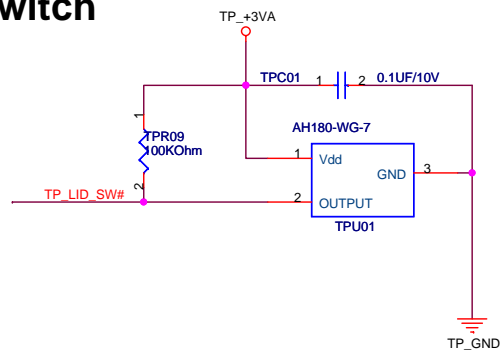 witch
TP_+3VA
TPC01 1 2 0.1UF/10V
1
TPR09
100KOhm
2
AH180-WG-7
1 Vdd
GND 3
TP_LID_SW#
2 OUTPUT
TPU01
TP_GND